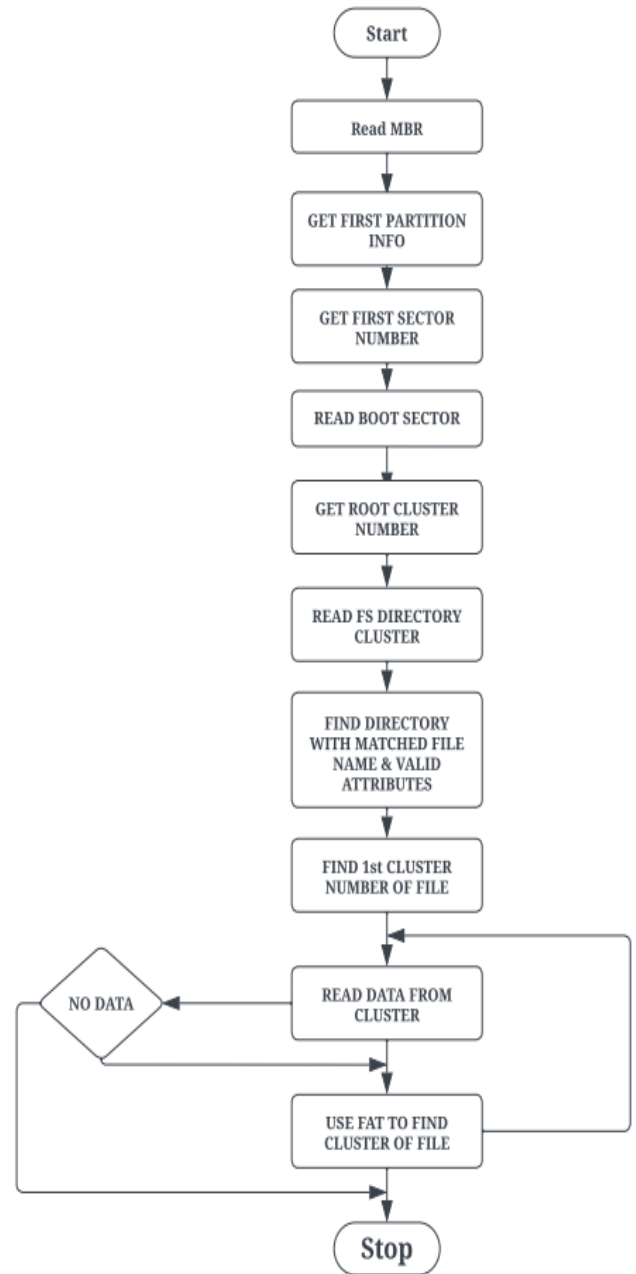 Start
Read MBR
GET FIRST PARTITION
INFO
GET FIRST SECTOR
NUMBER
READ BOOT SECTOR
GET ROOT CLUSTER
NUMBER
READ FS DIRECTORY
CLUSTER
FIND DIRECTORY
WITH MATCHED FILE
NAME & VALID
ATTRIBUTES
FIND 1st CLUSTER
NUMBER OF FILE
NO DATA
READ DATA FROM
CLUSTER
USE FAT TO FIND
CLUSTER OF FILE
Stop